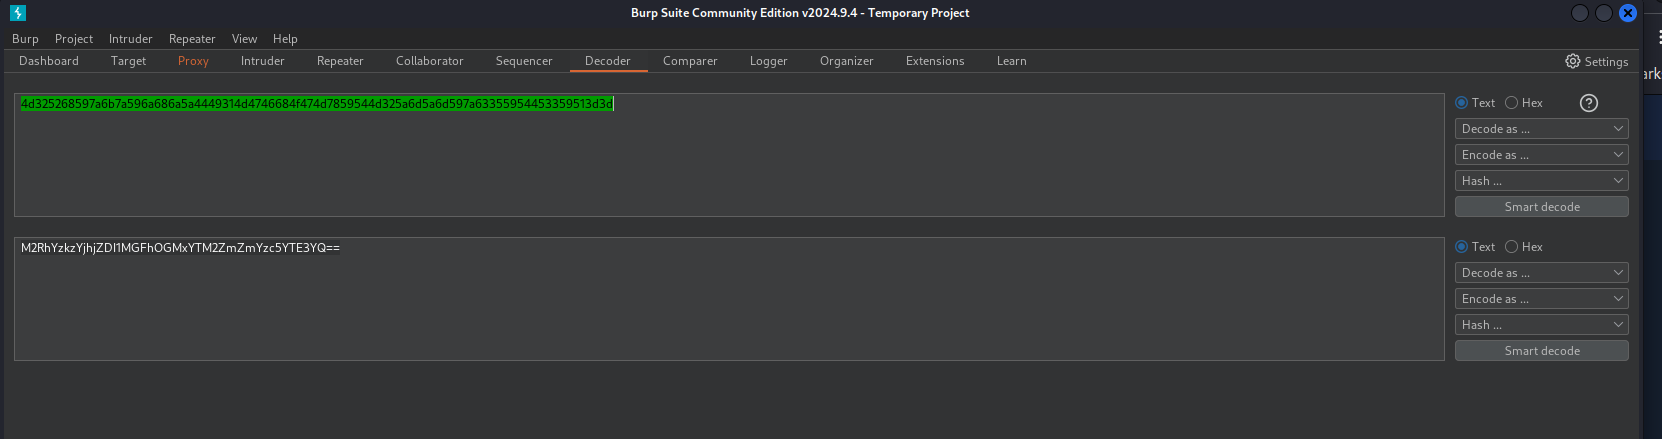 Burp Suite Community Edition v2024.9.4 - Temporary Project
Burp Project Intruder Repeater View Help
Dashboard Target Proxy Intruder Repeater Collaborator Sequencer Decoder Comparer Logger Organizer Extensions Learn Settings
4d325268597a6b7a596a686a5a4449314d4746684f474d7859544d325a6d5a6d597a63355954453359513d3d
Text Hex ?
Decode as ...
Encode as ...
Hash ...
Smart decode
M2RhYzkzYjhjZDI1MGFhOGMxYTM2ZmZmYzc5YTE3YQ==
Text Hex
Decode as ...
Encode as ...
Hash ...
Smart decode